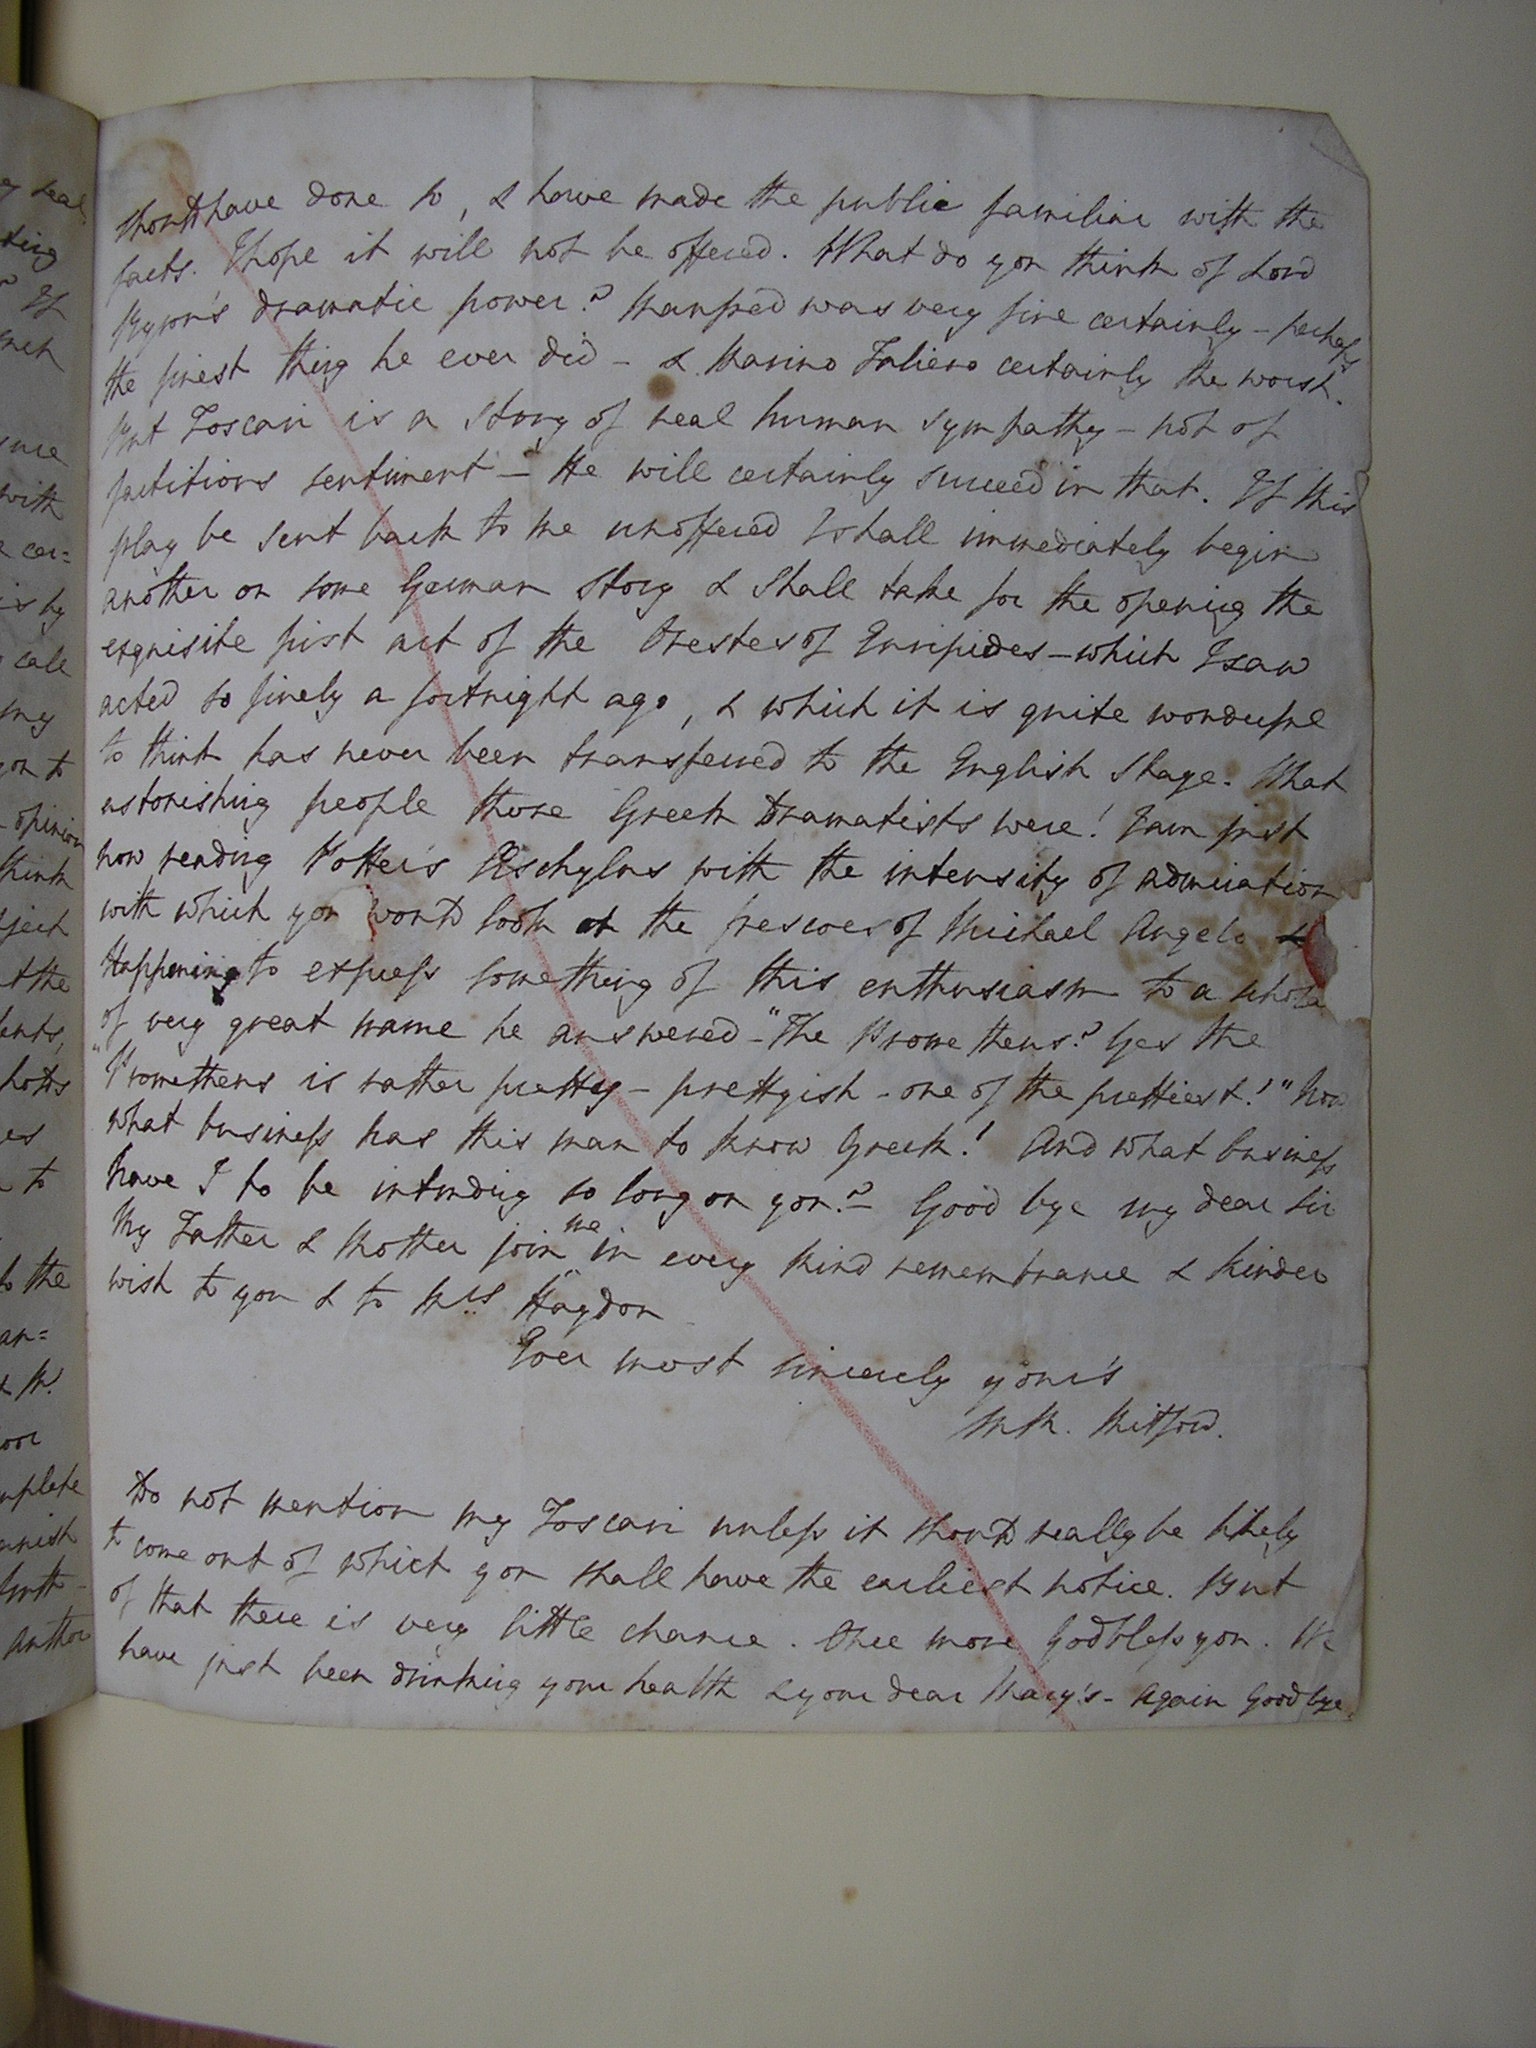 should have done so, & have made the public familiar with the
facts. I hope it will not be offered. What do you think of Lord
Byron's dramatic power? Manfred was very fine certainly - perhaps
the finest thing he ever did - & Marino Faliero certainly the worst.
But Foscari is a story of real human sympathy - not of
factitious sentiment - He will certainly succeed in that. If this
play be sent back to me unoffered I shall immediately begin
another on some German story & shall take for the opening the
exquisite first act of the Orestes of Euripides - which I saw
acted so finely a fortnight ago, & which it is quite wonderful
to think has never been transferred to the English Stage. What
astonishing people those Greek Dramatists were! I am just
now reading Potter's Æschylus with the intensity of admiration
with which you would look at the frescoes of Michael Angelo &
Happening to express something of this enthusiasm to a
of very great name he answered - "The Prometheus? Yes the
"Prometheus is rather pretty - prettyish - one of the prettiest!" Now
what business has this man to know Greek! And what business
have I to be intruding so long on you? - Good bye my dear Sir
My Father & Mother join me in every kind remembrance & kinder
wish to you & to Mrs Haydon
Ever most sincerely your's
M.R. Mitford.
Do not mention my Foscari unless it should really be likely
to come out of which you shall have the earliest notice. But
of that there is very little chance. Once more God bless you. We
have just been drinking your health & your dear Mary's - Again Good bye.